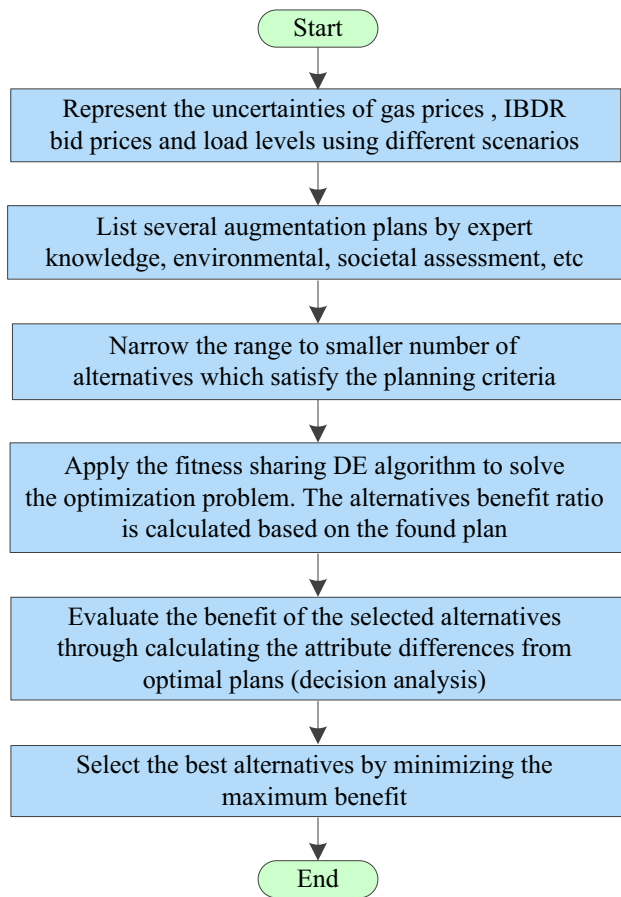 Start
Represent the uncertainties of gas prices , IBDR
bid prices and load levels using different scenarios
List several augmentation plans by expert
knowledge, environmental, societal assessment, etc
Narrow the range to smaller number of
alternatives which satisfy the planning criteria
Apply the fitness sharing DE algorithm to solve
the optimization problem. The alternatives benefit ratio
is calculated based on the found plan
Evaluate the benefit of the selected alternatives
through calculating the attribute differences from
optimal plans (decision analysis)
Select the best alternatives by minimizing the
maximum benefit
End